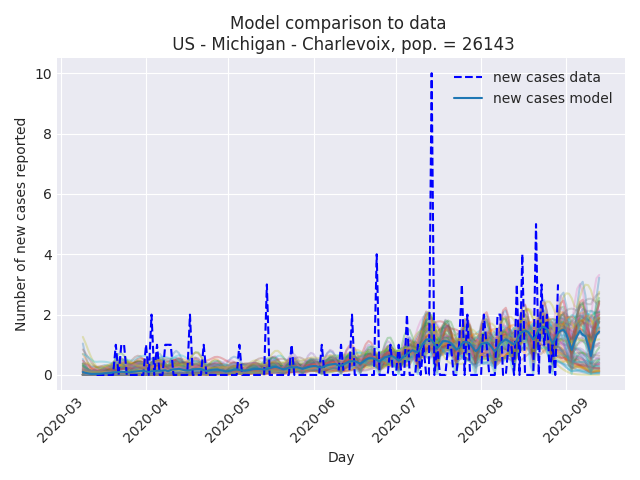 Model comparison to data
US - Michigan - Charlevoix, pop. = 26143
new cases data
new cases model
Number of new cases reported
10
8
6
4
2
0
2020-03
2020-04
2020-05
2020-06
2020-07
2020-08
2020-09
Day